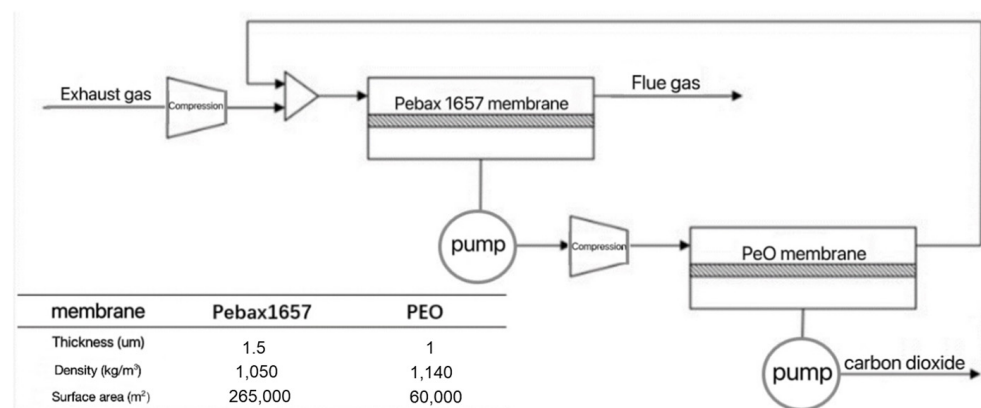 Exhaust gas
Compression
Pebax 1657 membrane
Flue gas
pump
Compression
PeO membrane
pump
carbon dioxide
membrane Pebax1657 PEO
Thickness (um) 1.5 1
Density (kg/m³) 1,050 1,140
Surface area (m²) 265,000 60,000